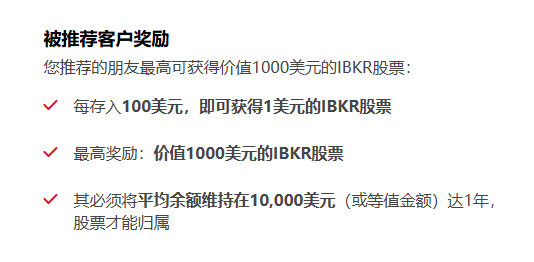 被推荐客户奖励
您推荐的朋友最高可获得价值1000美元的IBKR股票：
每存入100美元，即可获得1美元的IBKR股票
最高奖励：价值1000美元的IBKR股票
其必须将平均余额维持在10,000美元（或等值金额）达1年，
股票才能归属